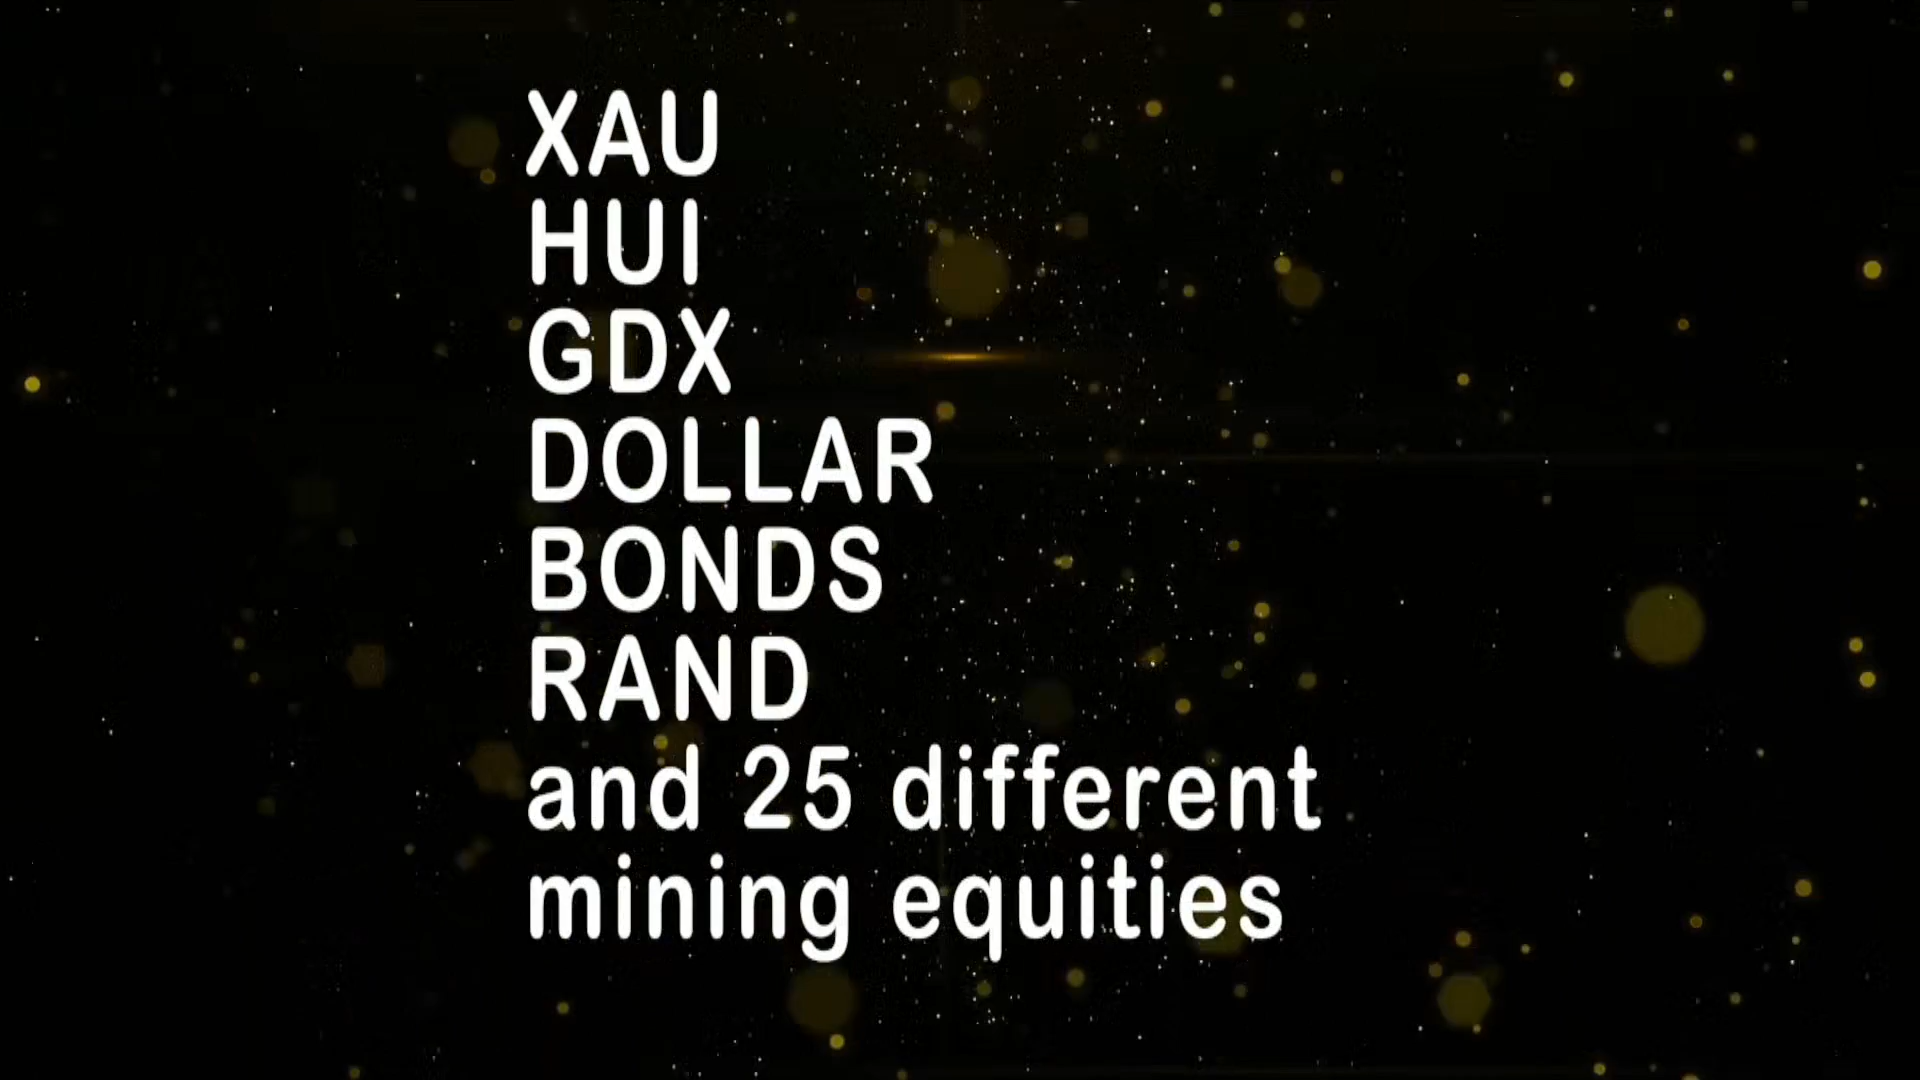 XAU
HUI
GDX
DOLLAR
BONDS
RAND
and 25 different
mining equities